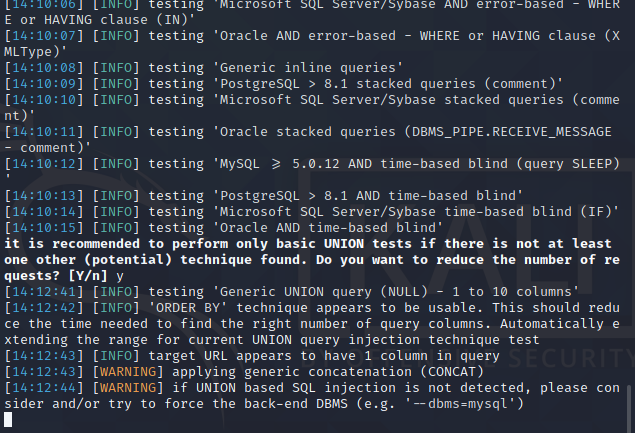 [14:10:06] [INFO] testing 'Microsoft SQL Server/Sybase AND error-based - WHER
E or HAVING clause (IN)'
[14:10:07] [INFO] testing 'Oracle AND error-based - WHERE or HAVING clause (X
MLType)'
[14:10:08] [INFO] testing 'Generic inline queries'
[14:10:09] [INFO] testing 'PostgreSQL > 8.1 stacked queries (comment)'
[14:10:10] [INFO] testing 'Microsoft SQL Server/Sybase stacked queries (comme
nt)'
[14:10:11] [INFO] testing 'Oracle stacked queries (DBMS_PIPE.RECEIVE_MESSAGE
- comment)'
[14:10:12] [INFO] testing 'MySQL ≥ 5.0.12 AND time-based blind (query SLEEP)
'
[14:10:13] [INFO] testing 'PostgreSQL > 8.1 AND time-based blind'
[14:10:14] [INFO] testing 'Microsoft SQL Server/Sybase time-based blind (IF)'
[14:10:15] [INFO] testing 'Oracle AND time-based blind'
it is recommended to perform only basic UNION tests if there is not at least
one other (potential) technique found. Do you want to reduce the number of re
quests? [Y/n] y
[14:12:41] [INFO] testing 'Generic UNION query (NULL) - 1 to 10 columns'
[14:12:42] [INFO] 'ORDER BY' technique appears to be usable. This should redu
ce the time needed to find the right number of query columns. Automatically e
xtending the range for current UNION query injection technique test
[14:12:43] [INFO] target URL appears to have 1 column in query
[14:12:43] [WARNING] applying generic concatenation (CONCAT)
[14:12:44] [WARNING] if UNION based SQL injection is not detected, please con
sider and/or try to force the back-end DBMS (e.g. '--dbms=mysql')